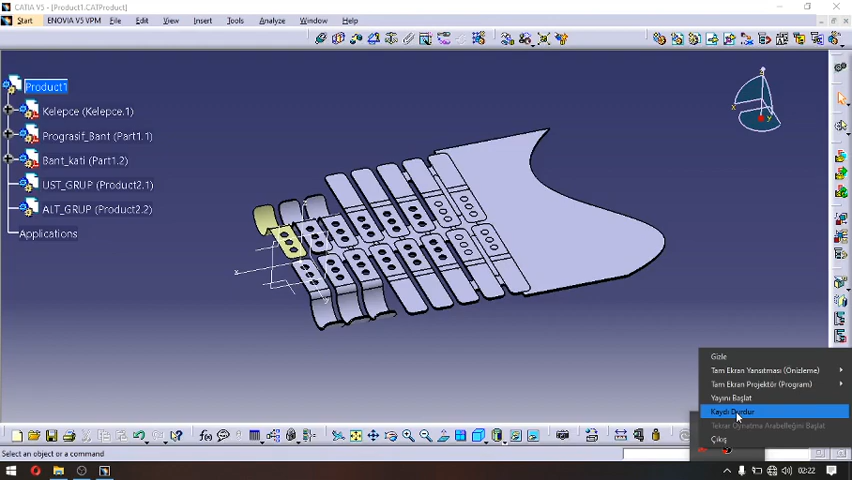 CATIA V5 - [Product1.CATProduct]
Start ENOVIA V5 VPM File Edit View Insert Tools Analyze Window Help
Product1
Kelepce (Kelepce.1)
Prograsif_Bant (Part1.1)
Bant_kati (Part1.2)
UST_GRUP (Product2.1)
ALT_GRUP (Product2.2)
Applications
z
x
y
x
Gizle
Tam Ekran Yansıtması (Önizleme)
Tam Ekran Projektör (Program)
Yayını Başlat
Kaydı Durdur
Tekrar Oynatma Arabelleğini Başlat
Çıkış
Select an object or a command
02:22